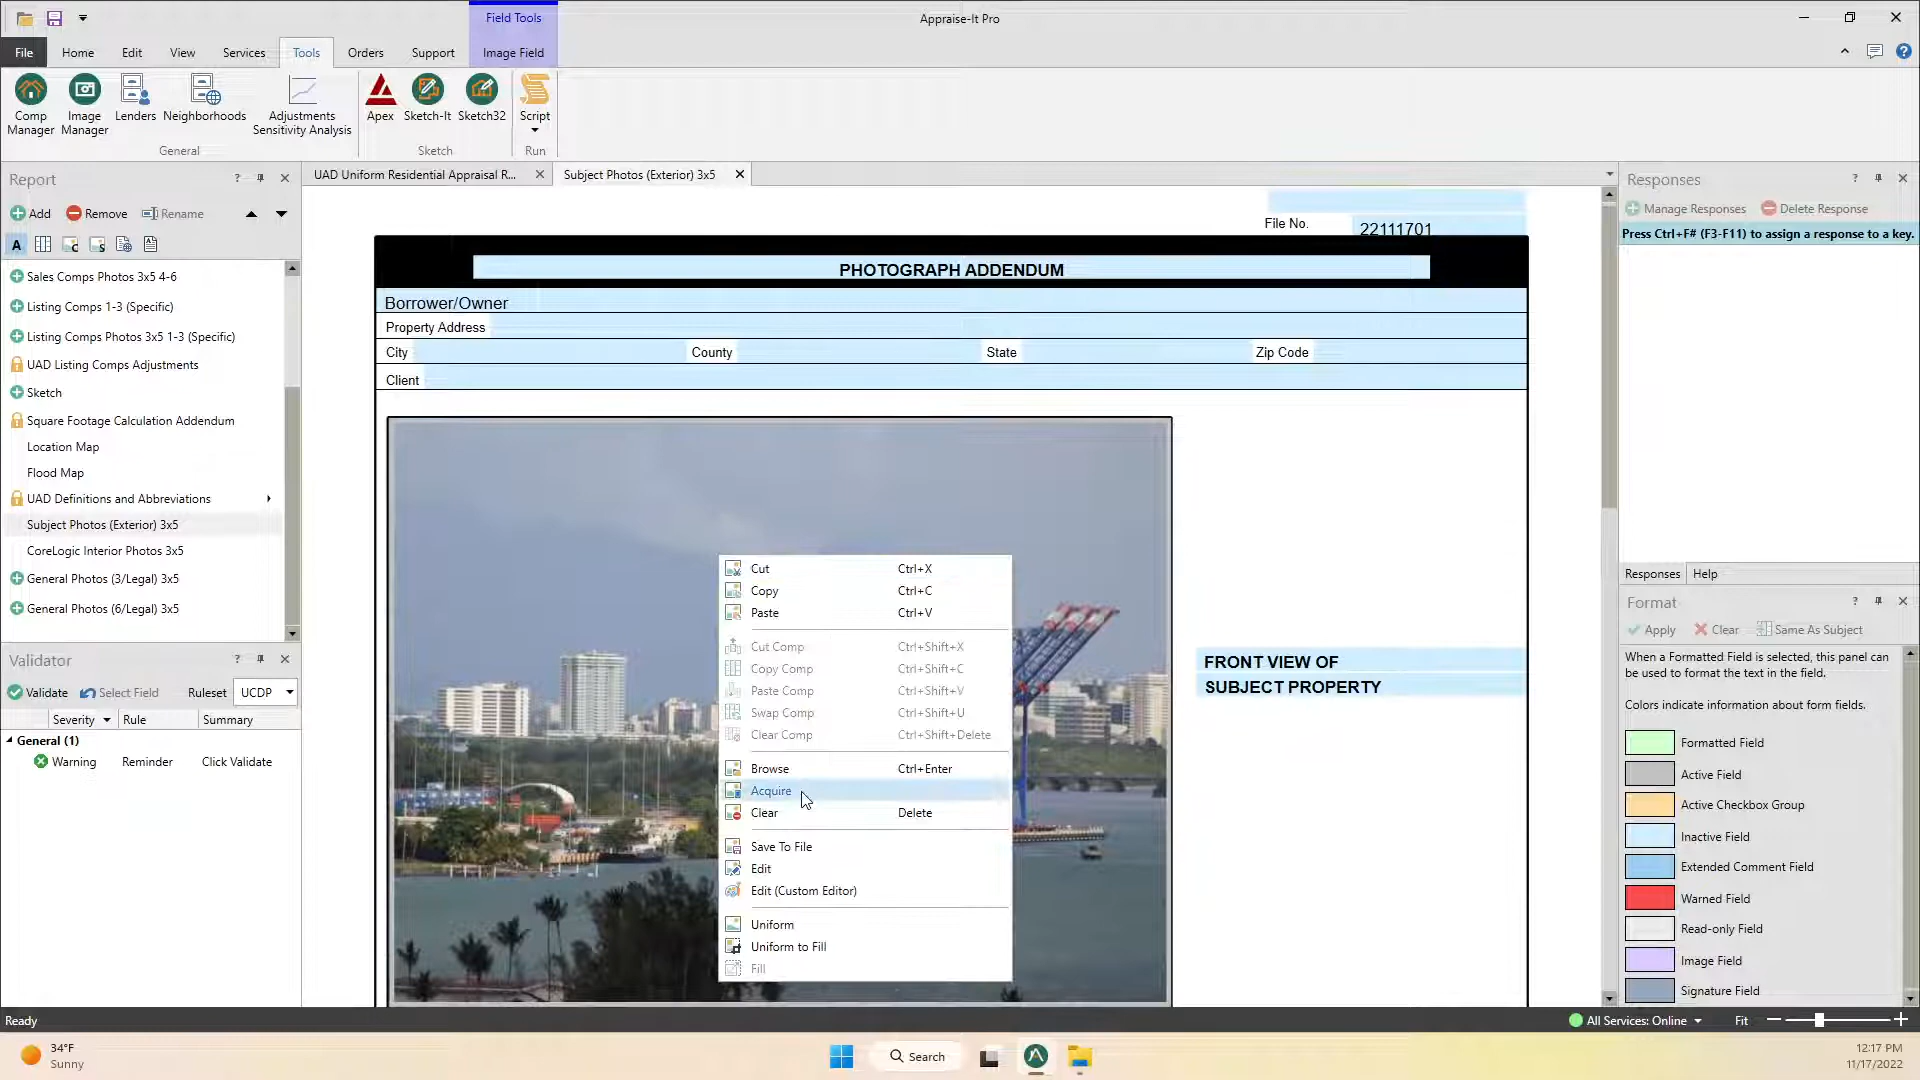 Field Tools
Appraise-It Pro
File
Home
Edit
View
Services
Tools
Orders
Support
Image Field
Comp Manager
Image Manager
Lenders
Neighborhoods
Adjustments Sensitivity Analysis
Apex
Sketch-It
Sketch32
Script
General
Sketch
Run
Report
Add
Remove
Rename
A
Sales Comps Photos 3x5 4-6
Listing Comps 1-3 (Specific)
Listing Comps Photos 3x5 1-3 (Specific)
UAD Listing Comps Adjustments
Sketch
Square Footage Calculation Addendum
Location Map
Flood Map
UAD Definitions and Abbreviations
Subject Photos (Exterior) 3x5
CoreLogic Interior Photos 3x5
General Photos (3/Legal) 3x5
General Photos (6/Legal) 3x5
Validator
Validate
Select Field
Ruleset
UCDP
Severity
Rule
Summary
General (1)
Warning
Reminder
Click Validate
UAD Uniform Residential Appraisal R...
Subject Photos (Exterior) 3x5
File No.
22111701
PHOTOGRAPH ADDENDUM
Borrower/Owner
Property Address
City
County
State
Zip Code
Client
FRONT VIEW OF
SUBJECT PROPERTY
Cut Ctrl+X
Copy Ctrl+C
Paste Ctrl+V
Cut Comp Ctrl+Shift+X
Copy Comp Ctrl+Shift+C
Paste Comp Ctrl+Shift+V
Swap Comp Ctrl+Shift+U
Clear Comp Ctrl+Shift+Delete
Browse Ctrl+Enter
Acquire
Clear Delete
Save To File
Edit
Edit (Custom Editor)
Uniform
Uniform to Fill
Fill
Responses
Manage Responses
Delete Response
Press Ctrl+F# (F3-F11) to assign a response to a key.
Responses
Help
Format
Apply
Clear
Same As Subject
When a Formatted Field is selected, this panel can
be used to format the text in the field.
Colors indicate information about form fields.
Formatted Field
Active Field
Active Checkbox Group
Inactive Field
Extended Comment Field
Warned Field
Read-only Field
Image Field
Signature Field
Ready
All Services: Online
Fit
34°F
Sunny
Search
12:17 PM
11/17/2022